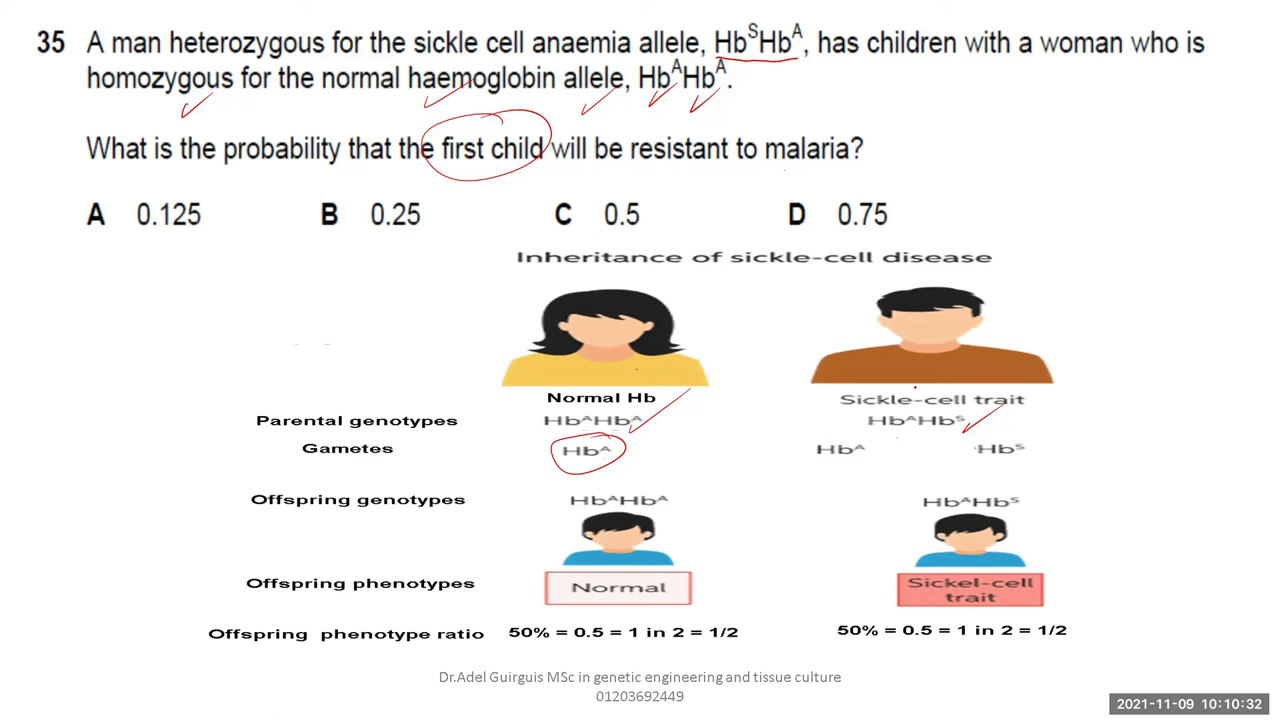 35 A man heterozygous for the sickle cell anaemia allele, HbˢHbᴬ, has children with a woman who is
homozygous for the normal haemoglobin allele, HbᴬHbᴬ.
What is the probability that the first child will be resistant to malaria?
A 0.125 B 0.25 C 0.5 D 0.75
Inheritance of sickle-cell disease
Normal Hb Sickle-cell trait
Parental genotypes HbᴬHbᴬ HbᴬHbˢ
Gametes Hbᴬ Hbᴬ Hbˢ
Offspring genotypes HbᴬHbᴬ HbᴬHbˢ
Offspring phenotypes Normal Sickel-cell
trait
Offspring phenotype ratio 50% = 0.5 = 1 in 2 = 1/2 50% = 0.5 = 1 in 2 = 1/2
Dr.Adel Guirguis MSc in genetic engineering and tissue culture
01203692449
2021-11-09 10:10:32